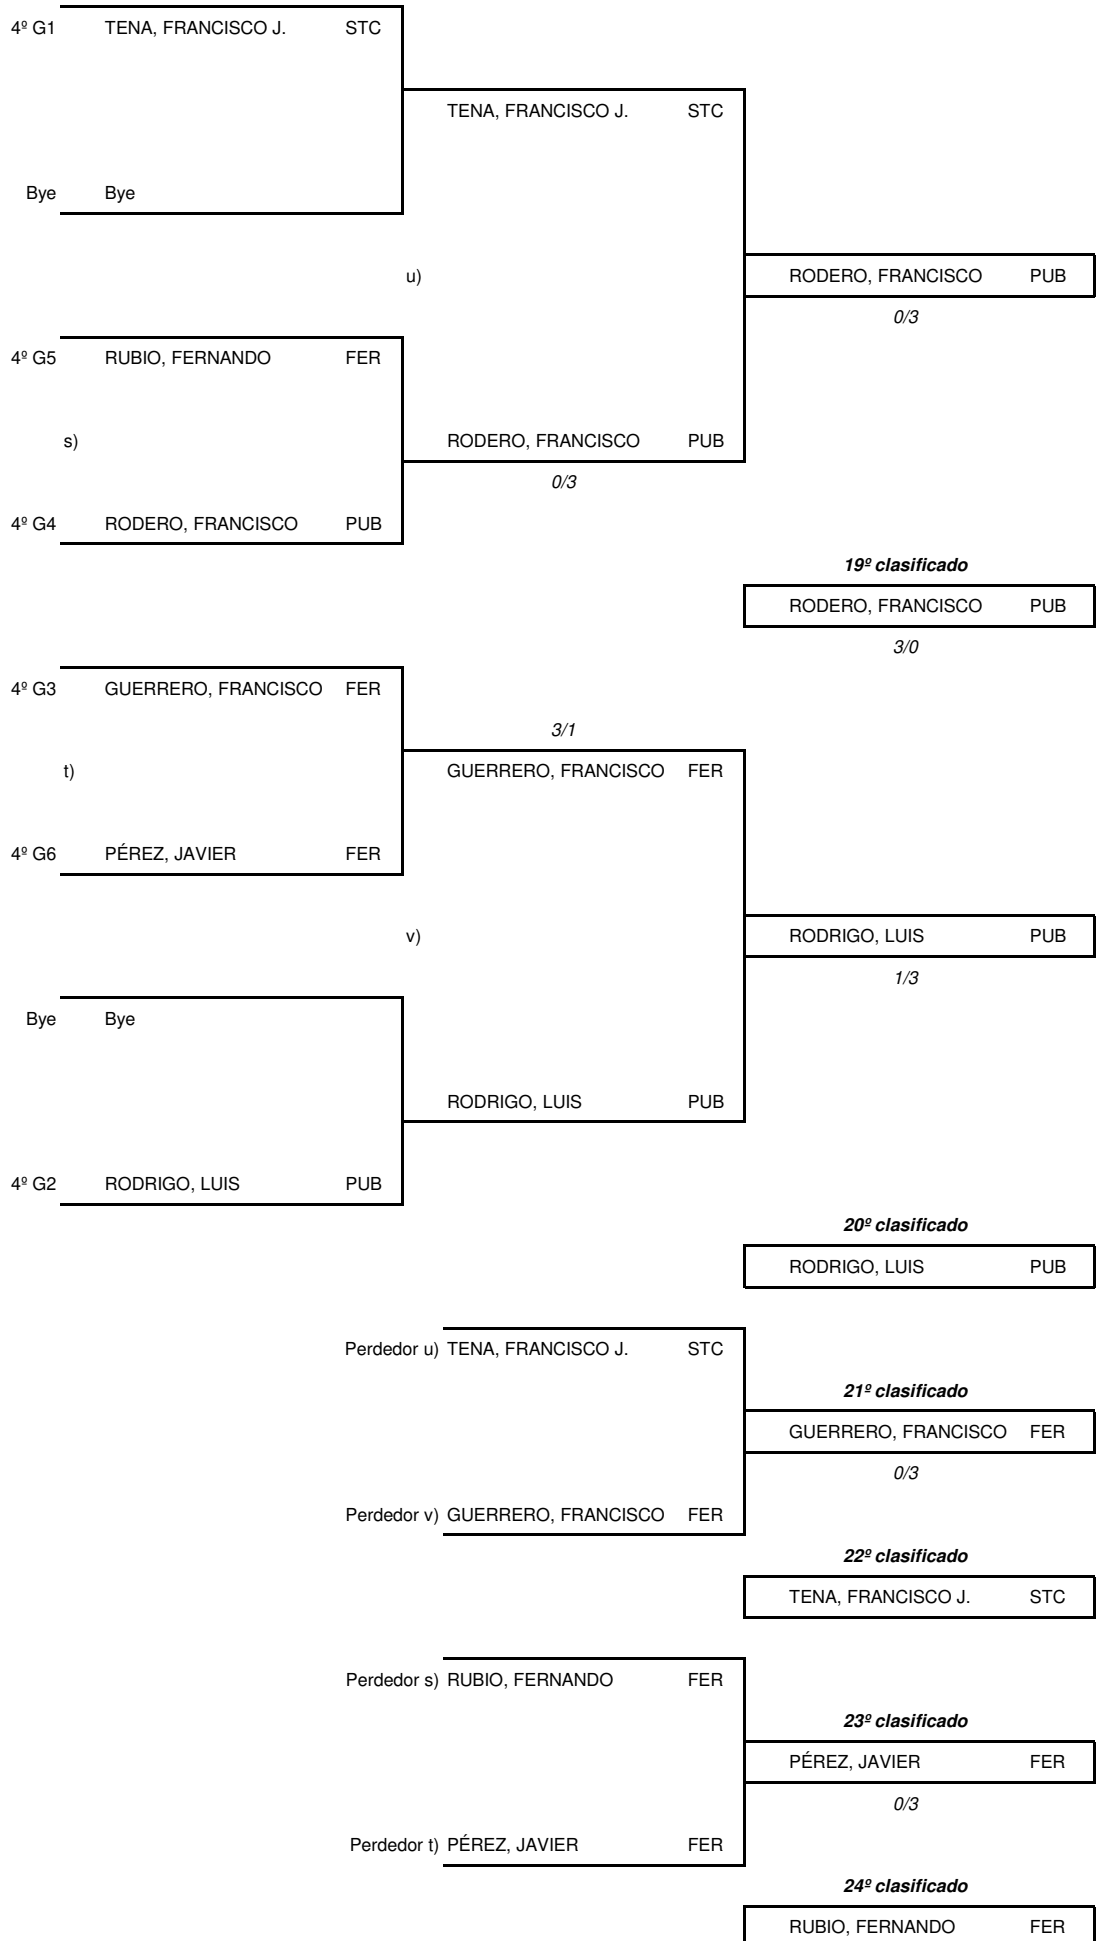 4º G1 TENA, FRANCISCO J. STC
TENA, FRANCISCO J. STC
Bye Bye
u) RODERO, FRANCISCO PUB
0/3
4º G5 RUBIO, FERNANDO FER
s) RODERO, FRANCISCO PUB
0/3
4º G4 RODERO, FRANCISCO PUB
19º clasificado
RODERO, FRANCISCO PUB
3/0
4º G3 GUERRERO, FRANCISCO FER
3/1
t) GUERRERO, FRANCISCO FER
4º G6 PÉREZ, JAVIER FER
v) RODRIGO, LUIS PUB
1/3
Bye Bye
RODRIGO, LUIS PUB
4º G2 RODRIGO, LUIS PUB
20º clasificado
RODRIGO, LUIS PUB
Perdedor u) TENA, FRANCISCO J. STC
21º clasificado
GUERRERO, FRANCISCO FER
0/3
Perdedor v) GUERRERO, FRANCISCO FER
22º clasificado
TENA, FRANCISCO J. STC
Perdedor s) RUBIO, FERNANDO FER
23º clasificado
PÉREZ, JAVIER FER
0/3
Perdedor t) PÉREZ, JAVIER FER
24º clasificado
RUBIO, FERNANDO FER